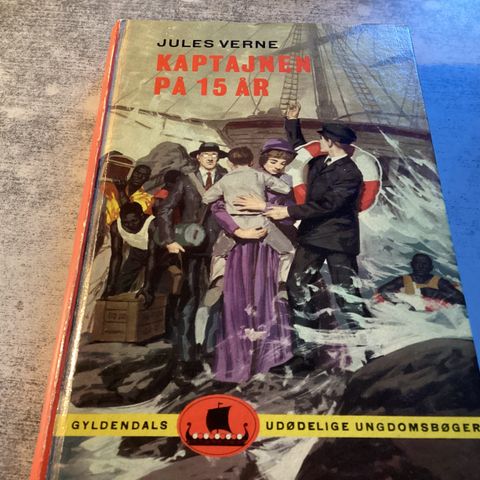 JULES VERNE
KAPTAJNEN
PÅ 15 ÅR
GYLDENDALS UDØDELIGE UNGDOMSBØGER